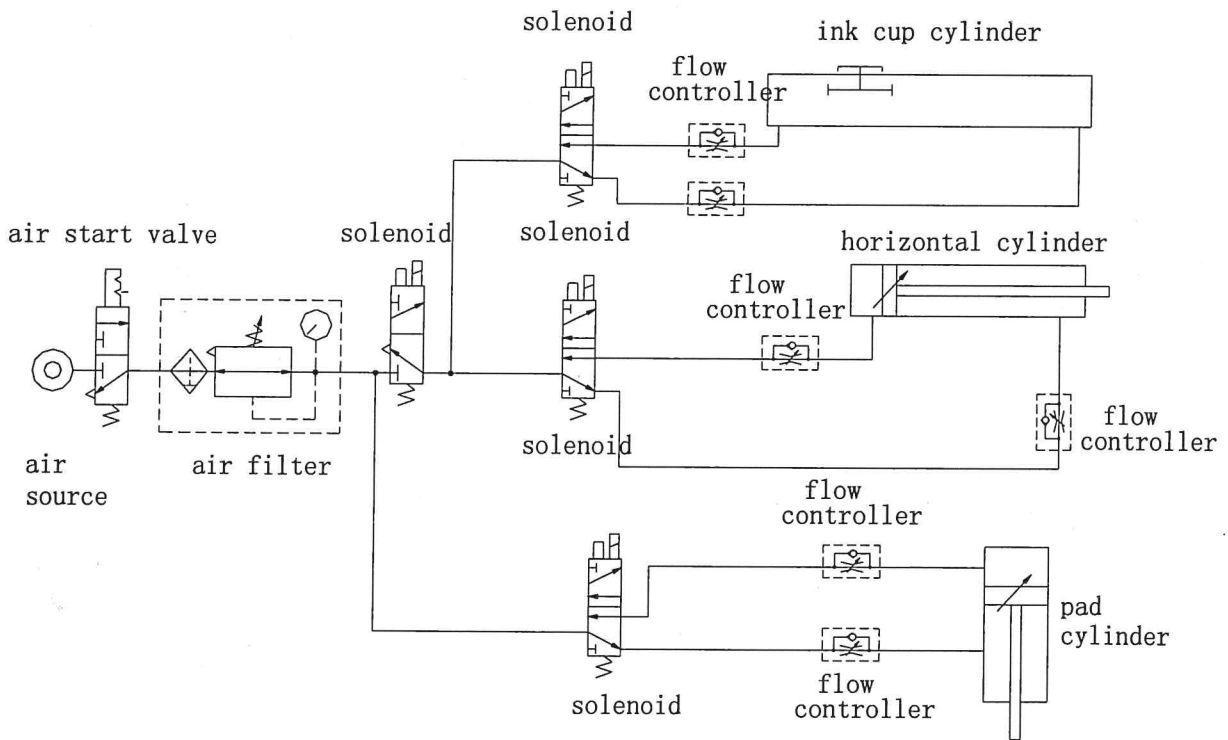 solenoid
ink cup cylinder
flow
controller
air start valve
solenoid
solenoid
horizontal cylinder
flow
controller
flow
controller
solenoid
air
source
air filter
flow
controller
pad
cylinder
flow
controller
solenoid